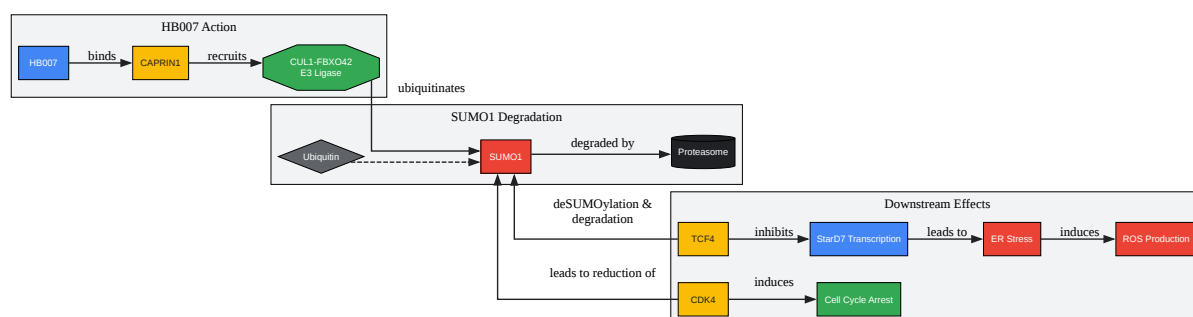 HB007 Action
HB007
binds
CAPRIN1
recruits
CUL1-FBXO42
E3 Ligase
ubiquitinates
SUMO1 Degradation
Ubiquitin
SUMO1
degraded by
Proteasome
deSUMOylation &
degradation
Downstream Effects
TCF4
inhibits
StarD7 Transcription
leads to
ER Stress
induces
ROS Production
leads to reduction of
CDK4
induces
Cell Cycle Arrest